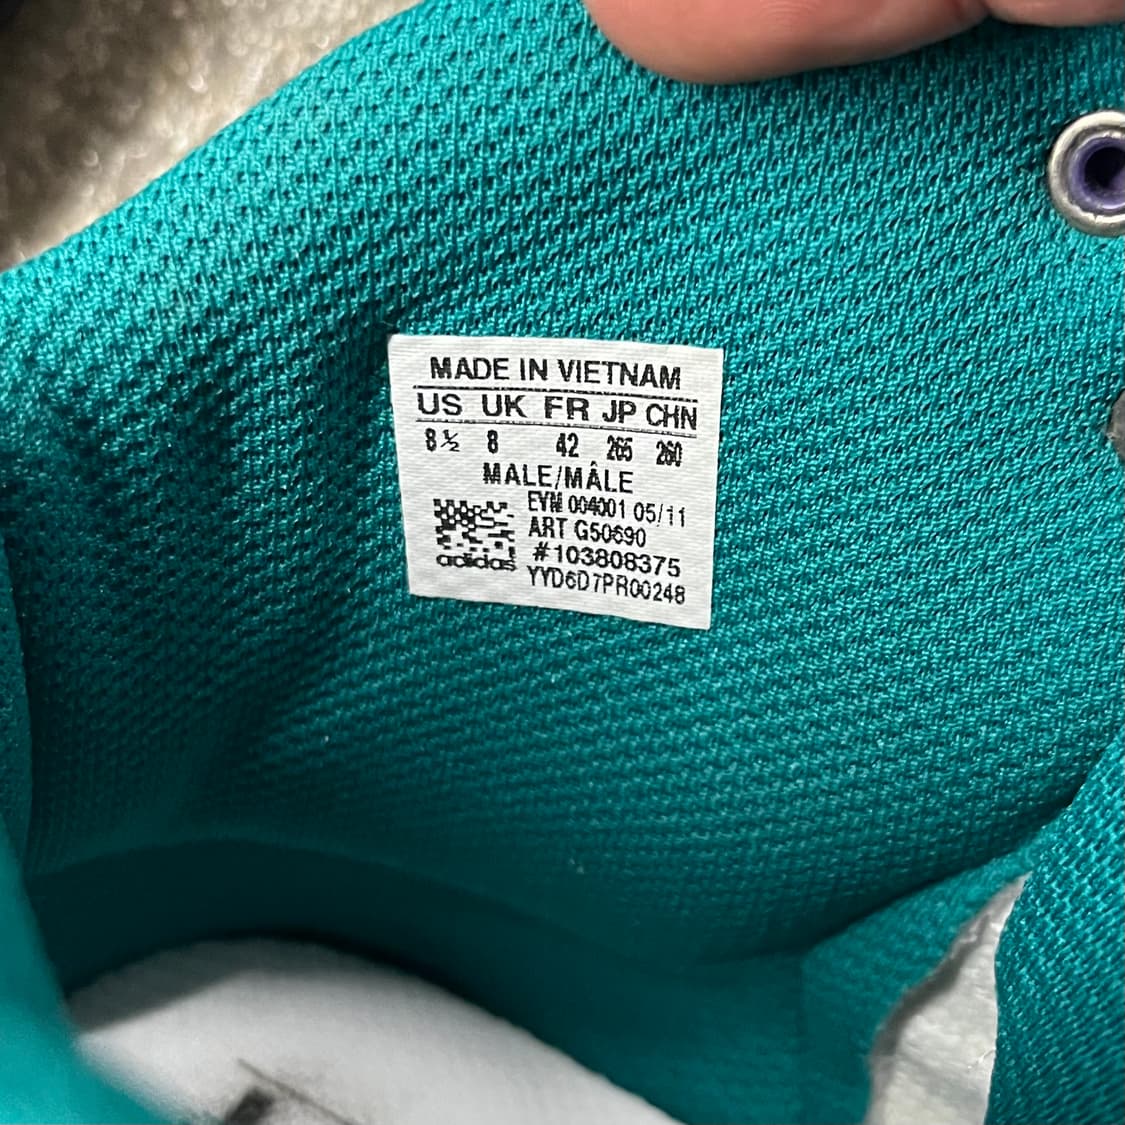 MADE IN VIETNAM
US UK FR JP CHN
8½ 8 42 265 260
MALE/MÂLE
EYM 004001 05/11
ART G50690
#103808375
YYD6D7PR00248
adidas